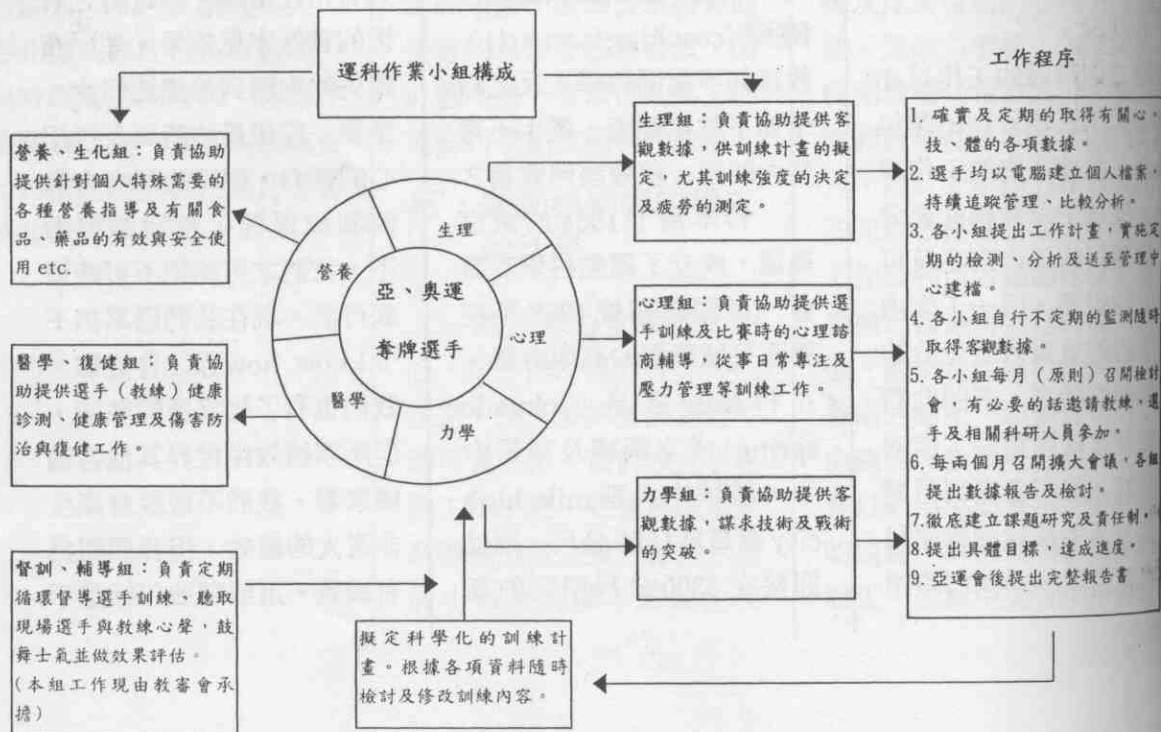 運科作業小組構成
營養、生化組：負責協助
提供針對個人特殊需要的
各種營養指導及有關食
品、藥品的有效與安全使
用 etc.
醫學、復健組：負責協
助提供選手（教練）健康
診測、健康管理及傷害防
治與復健工作。
督訓、輔導組：負責定期
循環督導選手訓練，聽取
現場選手與教練心聲，鼓
舞士氣並做效果評估。
(本組工作現由教審會承
擔)
營養
生理
心理
力學
醫學
亞、奧運
奪牌選手
生理組：負責協助提供客
觀數據，供訓練計畫的擬
定，尤其訓練強度的決定
及疲勞的測定。
心理組：負責協助提供選
手訓練及比賽時的心理諮
商輔導，從事日常專注及
壓力管理等訓練工作。
力學組：負責協助提供客
觀數據，謀求技術及戰術
的突破。
擬定科學化的訓練計
畫。根據各項資料隨時
檢討及修改訓練內容。
工作程序
1. 確實及定期的取得有關心、
技、體的各項數據。
2. 選手均以電腦建立個人檔案，
持續追蹤管理、比較分析。
3. 各小組提出工作計畫，實施定
期的檢測、分析及送至管理中
心建檔。
4. 各小組自行不定期的監測隨時
取得客觀數據。
5. 各小組每月（原則）召開檢討
會，有必要的話邀請教練，選
手及相關科研人員參加。
6. 每兩個月召開擴大會議，各組
提出數據報告及檢討。
7. 徹底建立課題研究及責任制。
8. 提出具體目標，達成進度。
9. 亞運會後提出完整報告書